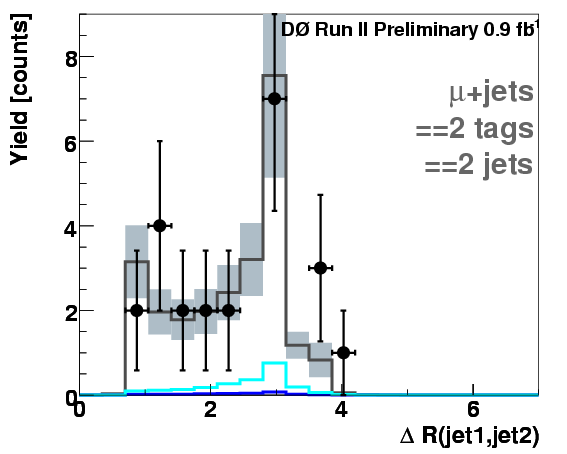 DØ Run II Preliminary 0.9 fb⁻¹
Yield [counts]
μ+jets
==2 tags
==2 jets
8
6
4
2
0
0 2 4 6
Δ R(jet1,jet2)